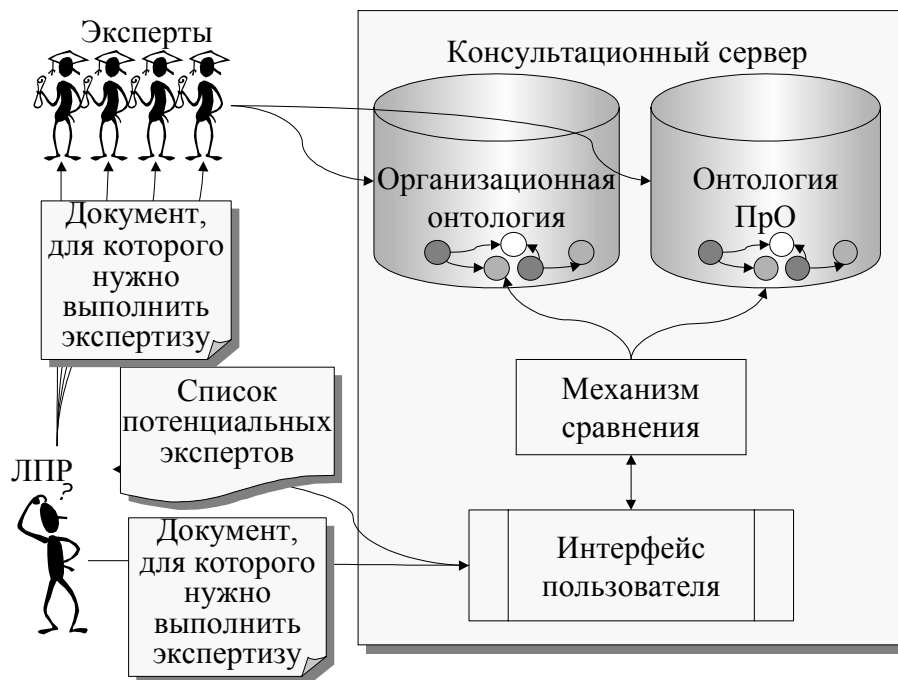 Эксперты
Консультационный сервер
Организационная
онтология
Онтология
ПрО
Документ,
для которого
нужно
выполнить
экспертизу
Список
потенциальных
экспертов
Механизм
сравнения
ЛПР
?
Документ,
для которого
нужно
выполнить
экспертизу
Интерфейс
пользователя